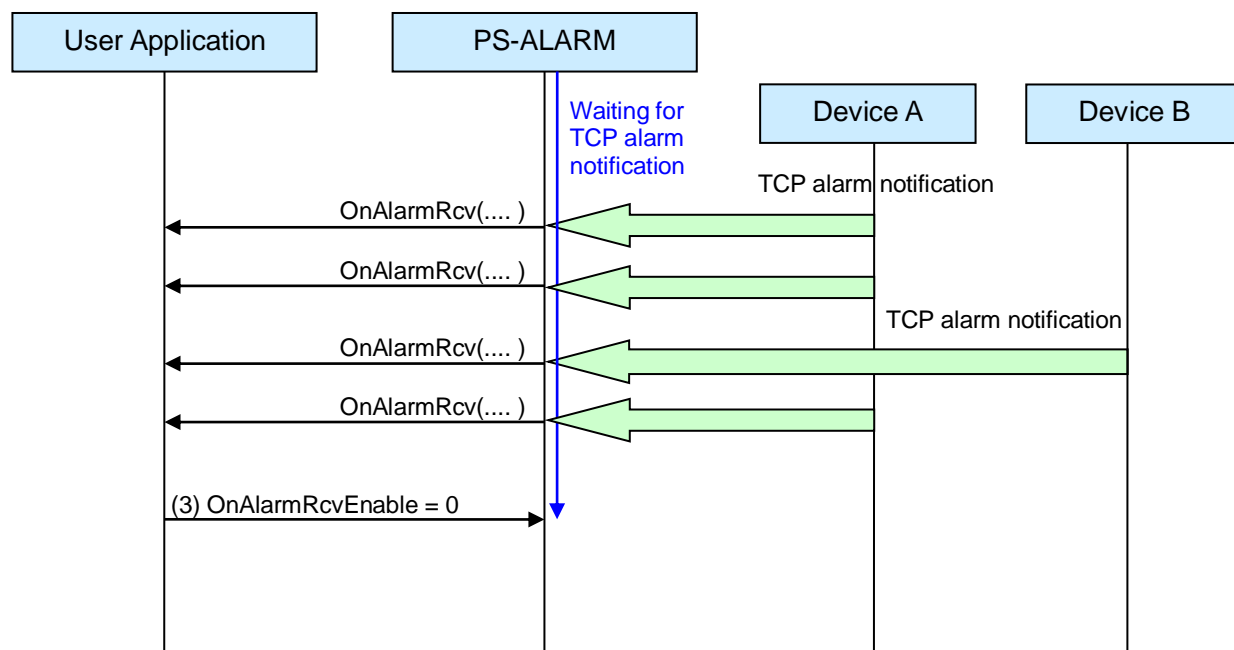 User Application
PS-ALARM
Device A
Device B
Waiting for
TCP alarm
notification
TCP alarm notification
OnAlarmRcv(.... )
OnAlarmRcv(.... )
TCP alarm notification
OnAlarmRcv(.... )
OnAlarmRcv(.... )
(3) OnAlarmRcvEnable = 0